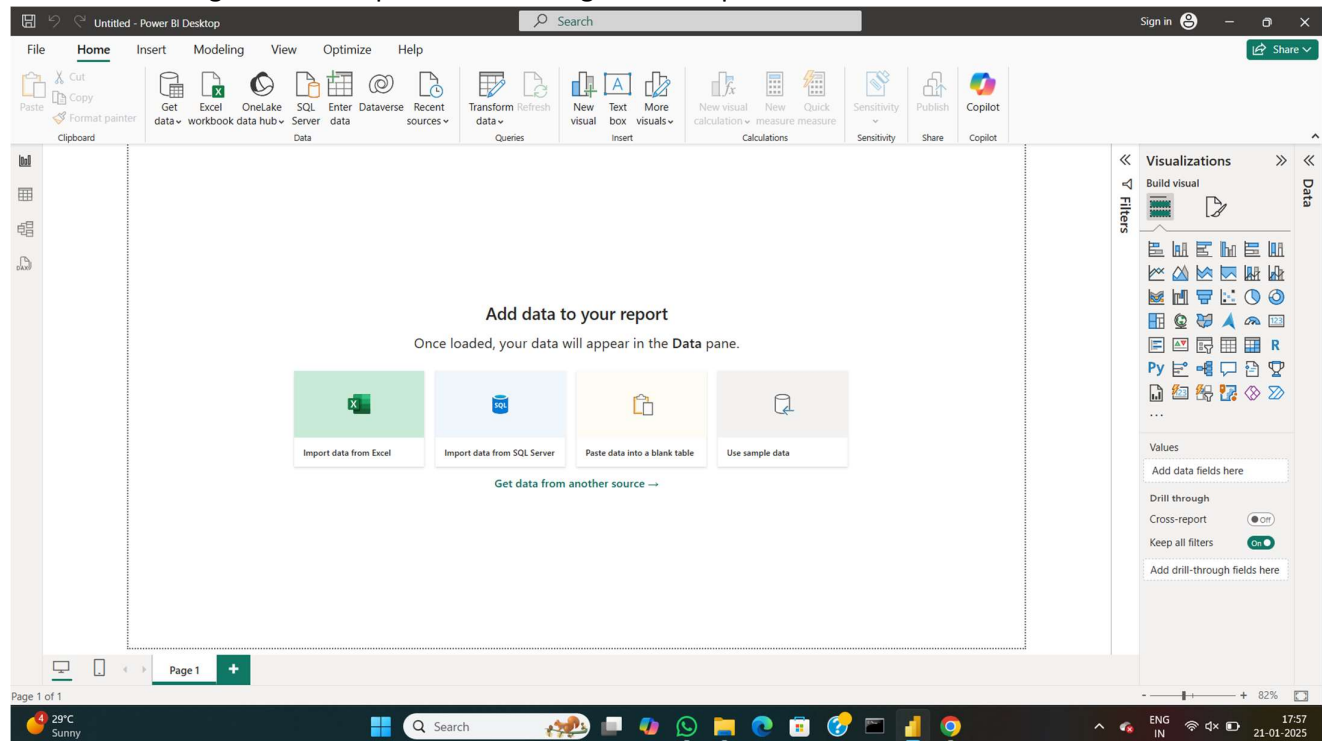 Untitled - Power BI Desktop
Search
Sign in
File Home Insert Modeling View Optimize Help
Share
Paste
Cut
Copy
Format painter
Clipboard
Get data
Excel workbook
OneLake data hub
SQL Server
Enter data
Dataverse
Recent sources
Data
Transform data
Refresh
Queries
New visual
Text box
More visuals
Insert
New visual calculation
New measure
Quick measure
Calculations
Sensitivity
Sensitivity
Publish
Share
Copilot
Copilot
Add data to your report
Once loaded, your data will appear in the Data pane.
Import data from Excel
SQL
Import data from SQL Server
Paste data into a blank table
Use sample data
Get data from another source →
Filters
Visualizations
Build visual
123
R
Py
...
Values
Add data fields here
Drill through
Cross-report
Off
Keep all filters
On
Add drill-through fields here
Data
DAX
Page 1
Page 1 of 1
- + 82%
4
29°C
Sunny
Search
ENG
IN
17:57
21-01-2025